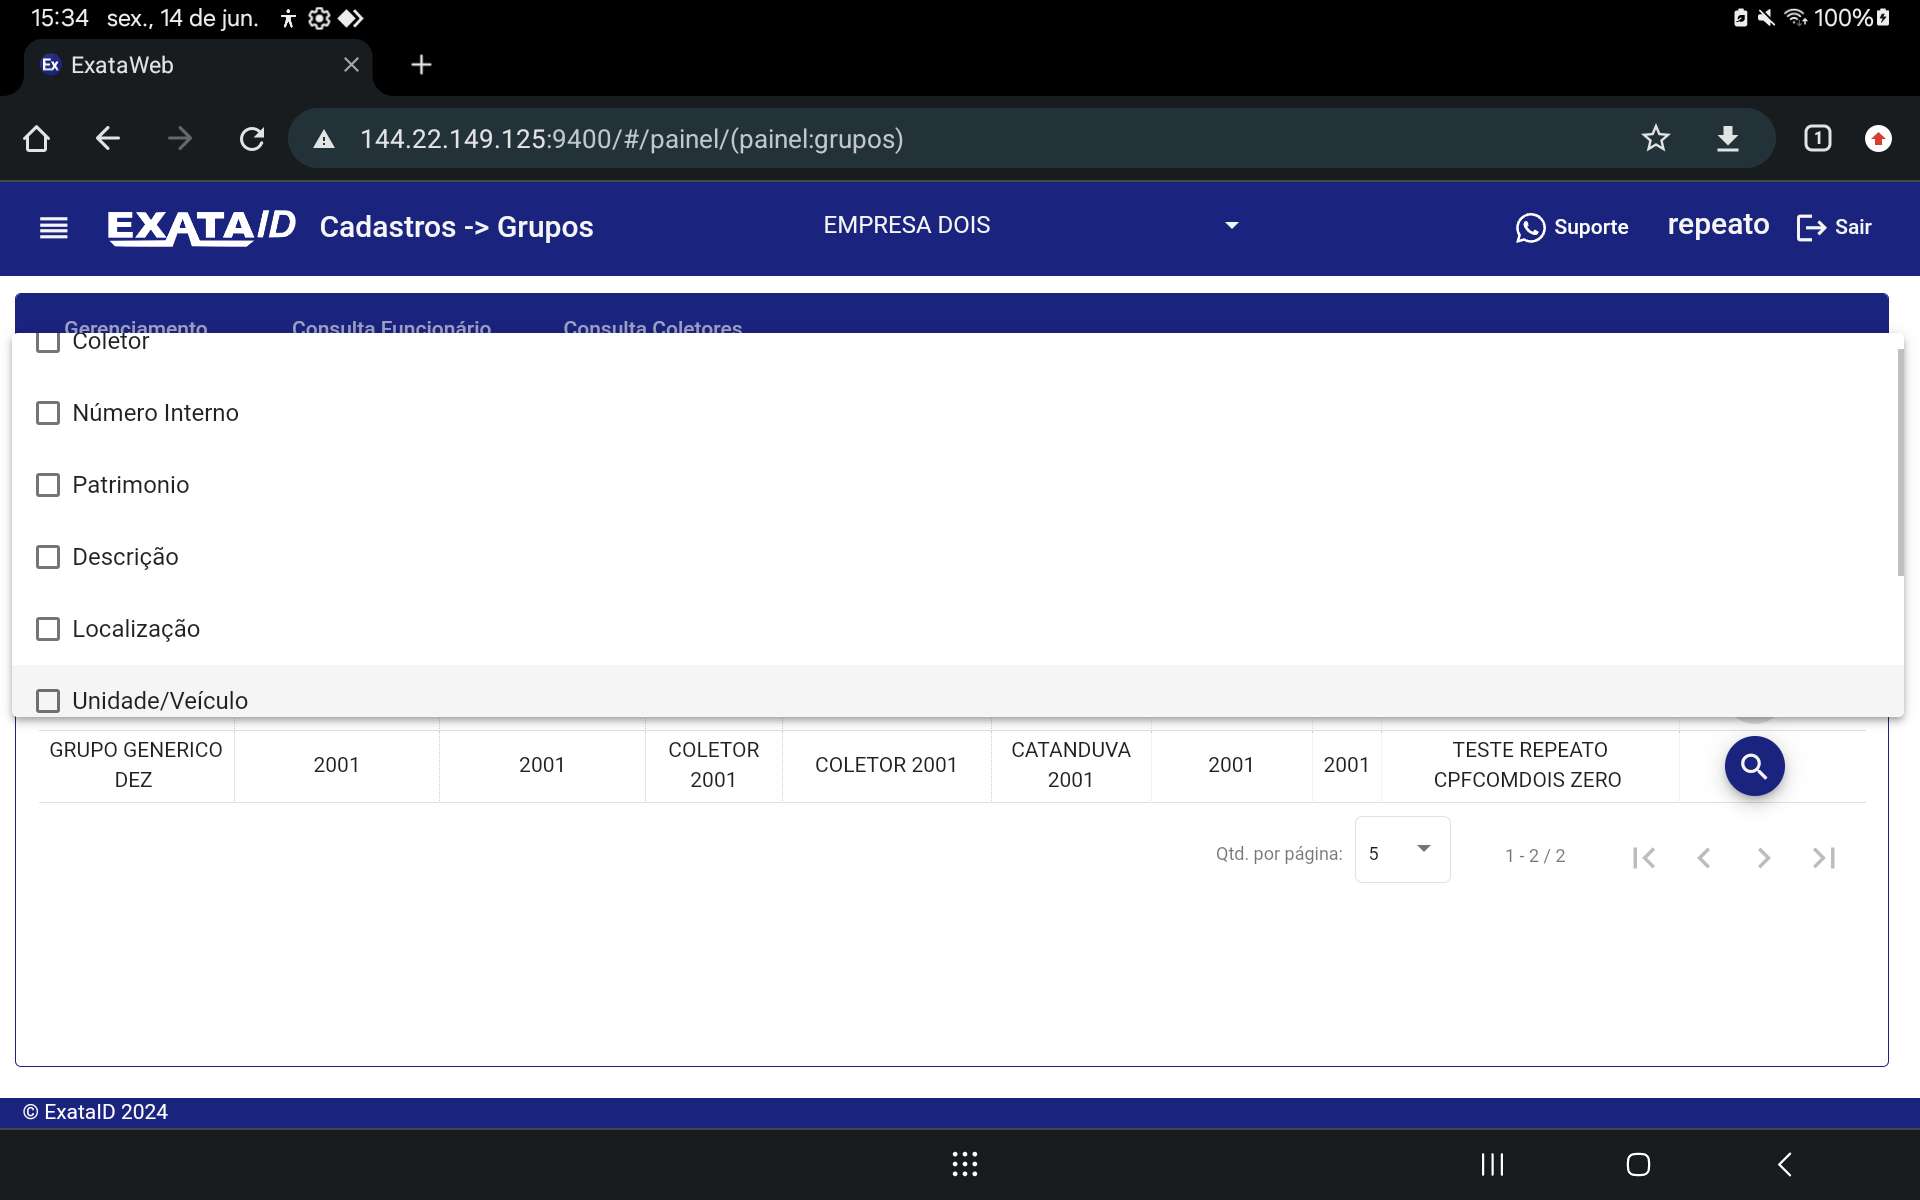 15:34 sex., 14 de jun. 100%
Ex ExataWeb
144.22.149.125:9400/#/painel/(painel:grupos) 1
EXATAID Cadastros -> Grupos EMPRESA DOIS Suporte repeato Sair
Gerenciamento Consulta Funcionário Consulta Coletores
Coletor
Número Interno
Patrimonio
Descrição
Localização
Unidade/Veículo
GRUPO GENERICO DEZ 2001 2001 COLETOR 2001 COLETOR 2001 CATANDUVA 2001 2001 2001 TESTE REPEATO CPFCOMDOIS ZERO
Qtd. por página: 5 1 - 2 / 2
© ExataID 2024